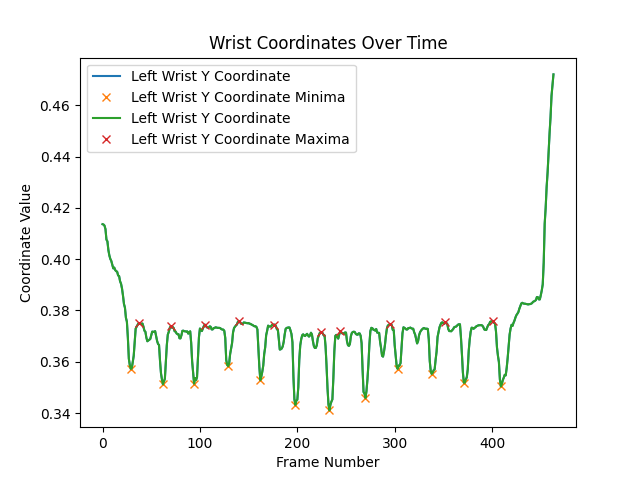 Wrist Coordinates Over Time
Left Wrist Y Coordinate
Left Wrist Y Coordinate Minima
Left Wrist Y Coordinate
Left Wrist Y Coordinate Maxima
Coordinate Value
0.46
0.44
0.42
0.40
0.38
0.36
0.34
0 100 200 300 400
Frame Number